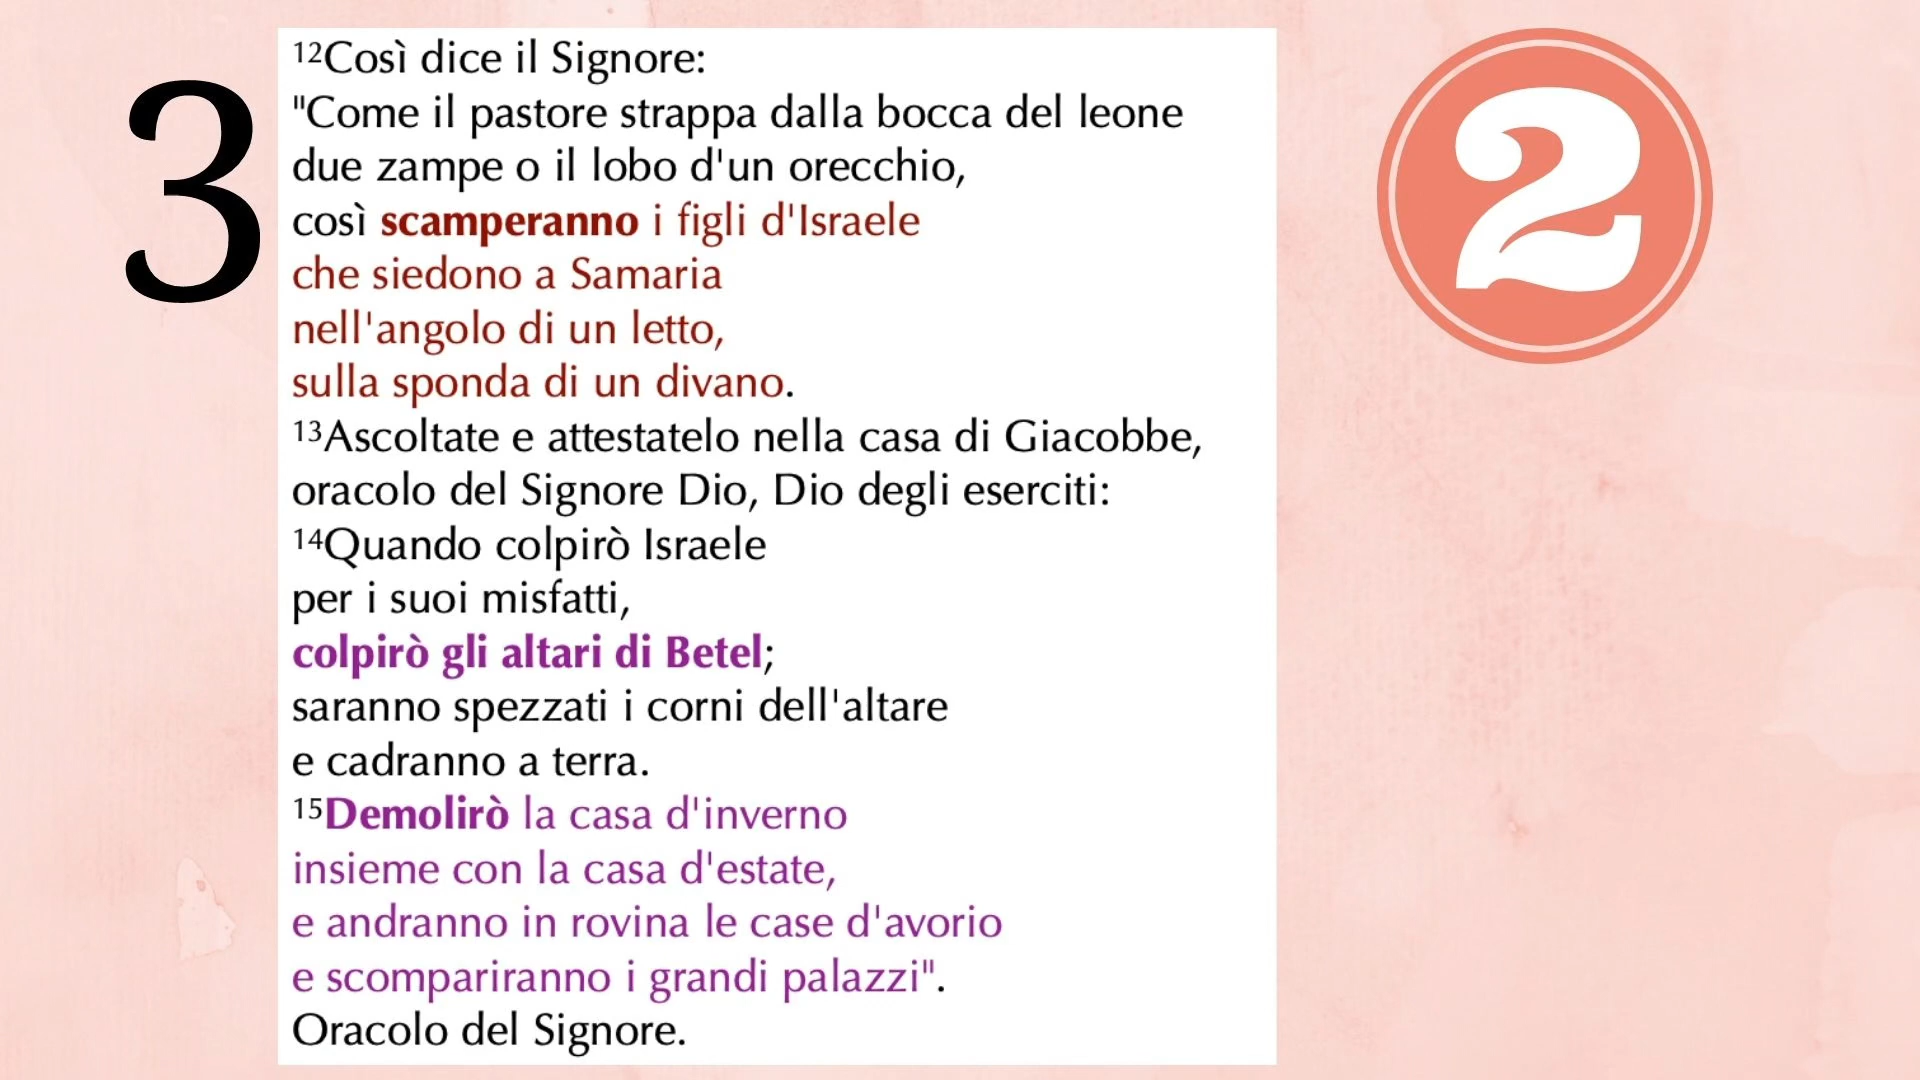 3
12Così dice il Signore:
"Come il pastore strappa dalla bocca del leone
due zampe o il lobo d'un orecchio,
così scamperanno i figli d'Israele
che siedono a Samaria
nell'angolo di un letto,
sulla sponda di un divano.
13Ascoltate e attestatelo nella casa di Giacobbe,
oracolo del Signore Dio, Dio degli eserciti:
14Quando colpirò Israele
per i suoi misfatti,
colpirò gli altari di Betel;
saranno spezzati i corni dell'altare
e cadranno a terra.
15Demolirò la casa d'inverno
insieme con la casa d'estate,
e andranno in rovina le case d'avorio
e scompariranno i grandi palazzi".
Oracolo del Signore.
2